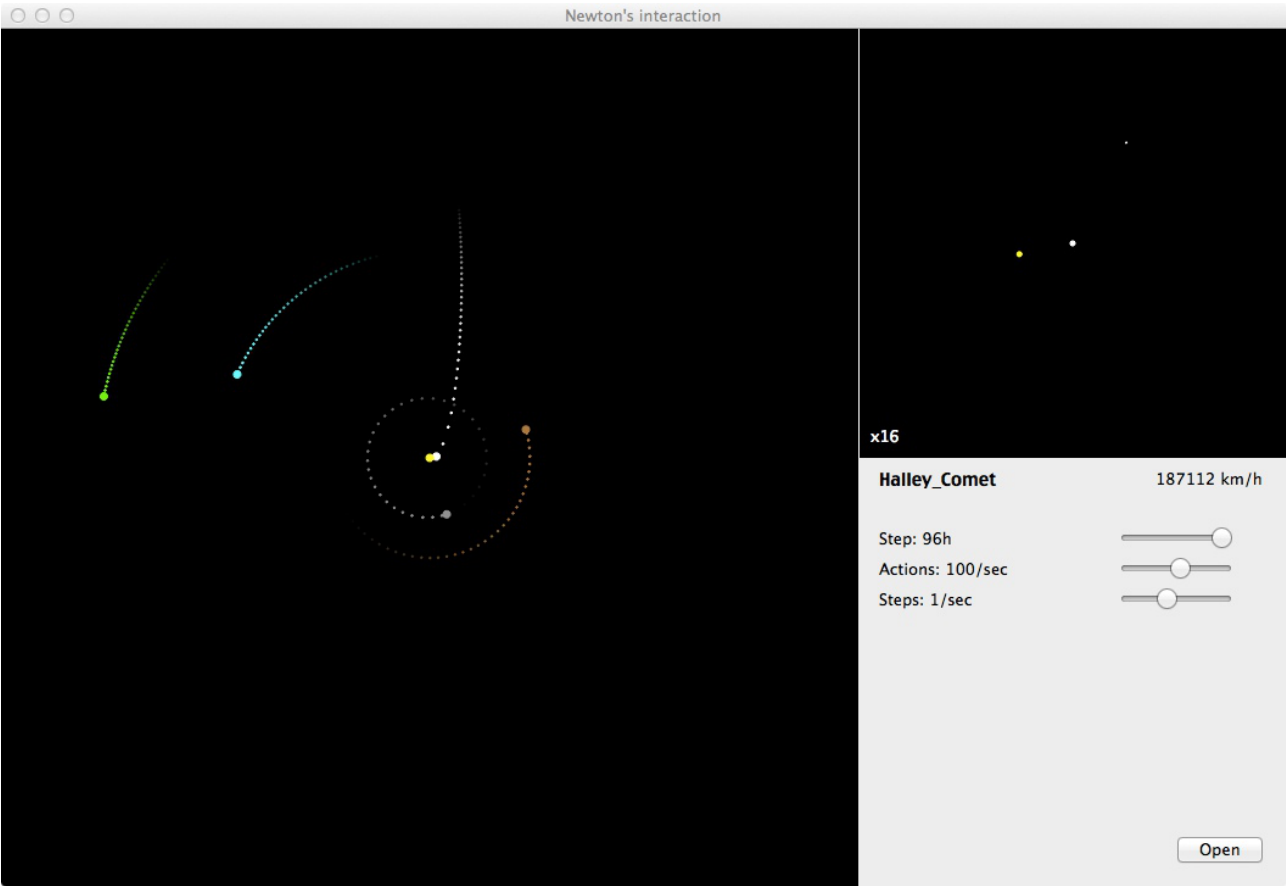 Newton's interaction
x16
Halley_Comet 187112 km/h
Step: 96h
Actions: 100/sec
Steps: 1/sec
Open